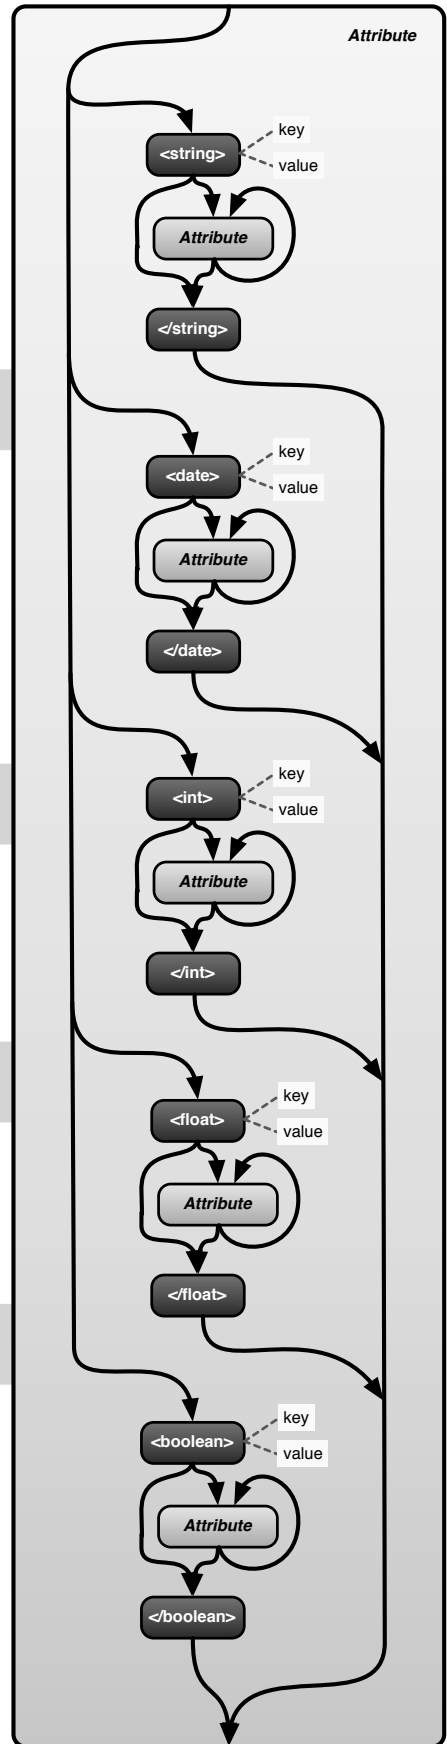 Attribute
<string>
key
value
Attribute
</string>
<date>
key
value
Attribute
</date>
<int>
key
value
Attribute
</int>
<float>
key
value
Attribute
</float>
<boolean>
key
value
Attribute
</boolean>